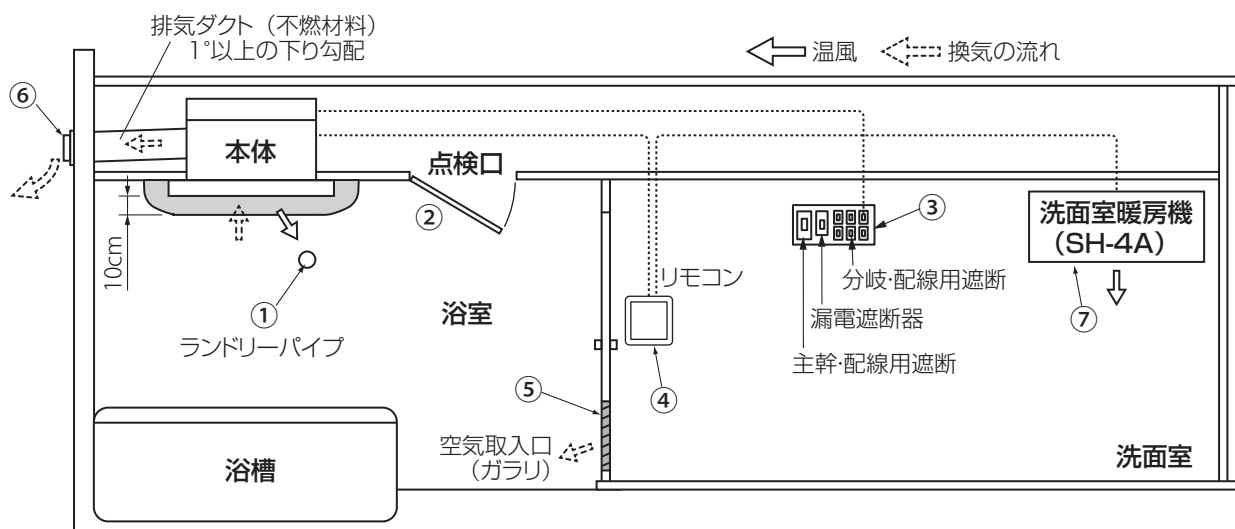 排気ダクト（不燃材料）
1°以上の下り勾配
温風
換気の流れ
⑥
本体
点検口
②
③
洗面室暖房機
（SH-4A）
10cm
①
ランドリーパイプ
浴室
リモコン
④
分岐・配線用遮断
漏電遮断器
主幹・配線用遮断
⑦
⑤
空気取入口
（ガラリ）
浴槽
洗面室